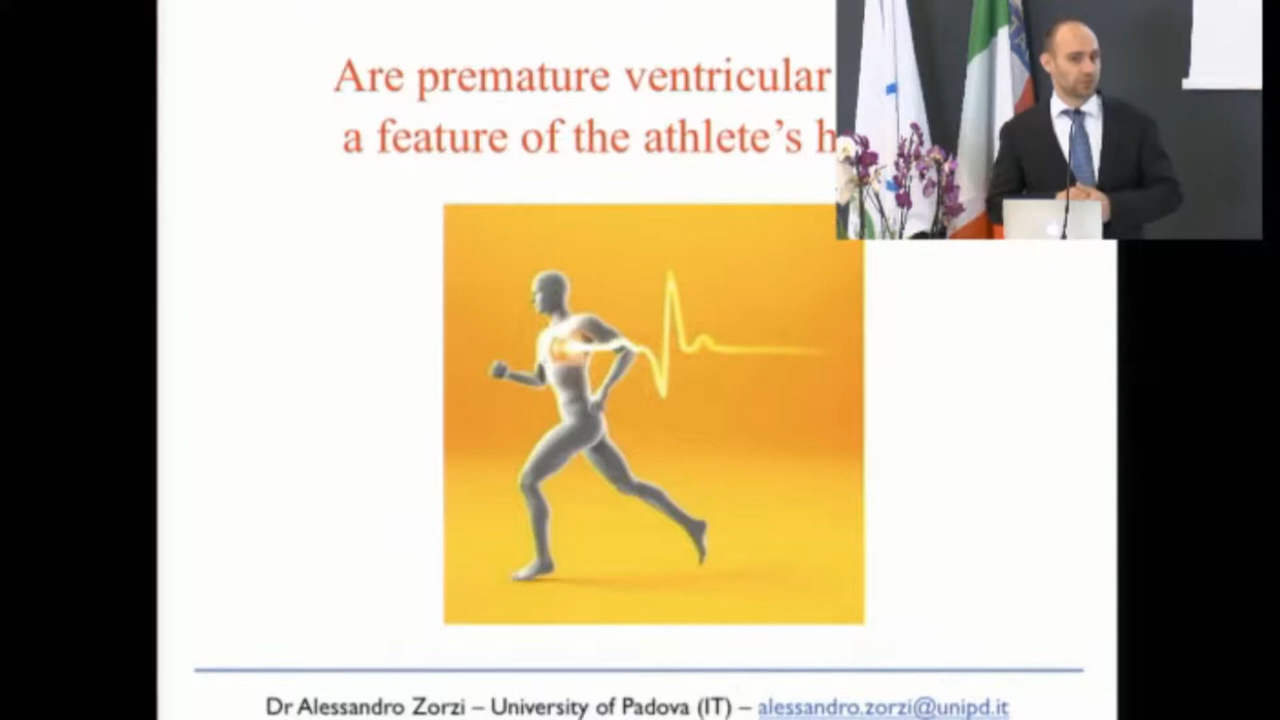 Are premature ventricular
a feature of the athlete's h
Dr Alessandro Zorzi – University of Padova (IT) – alessandro.zorzi@unipd.it